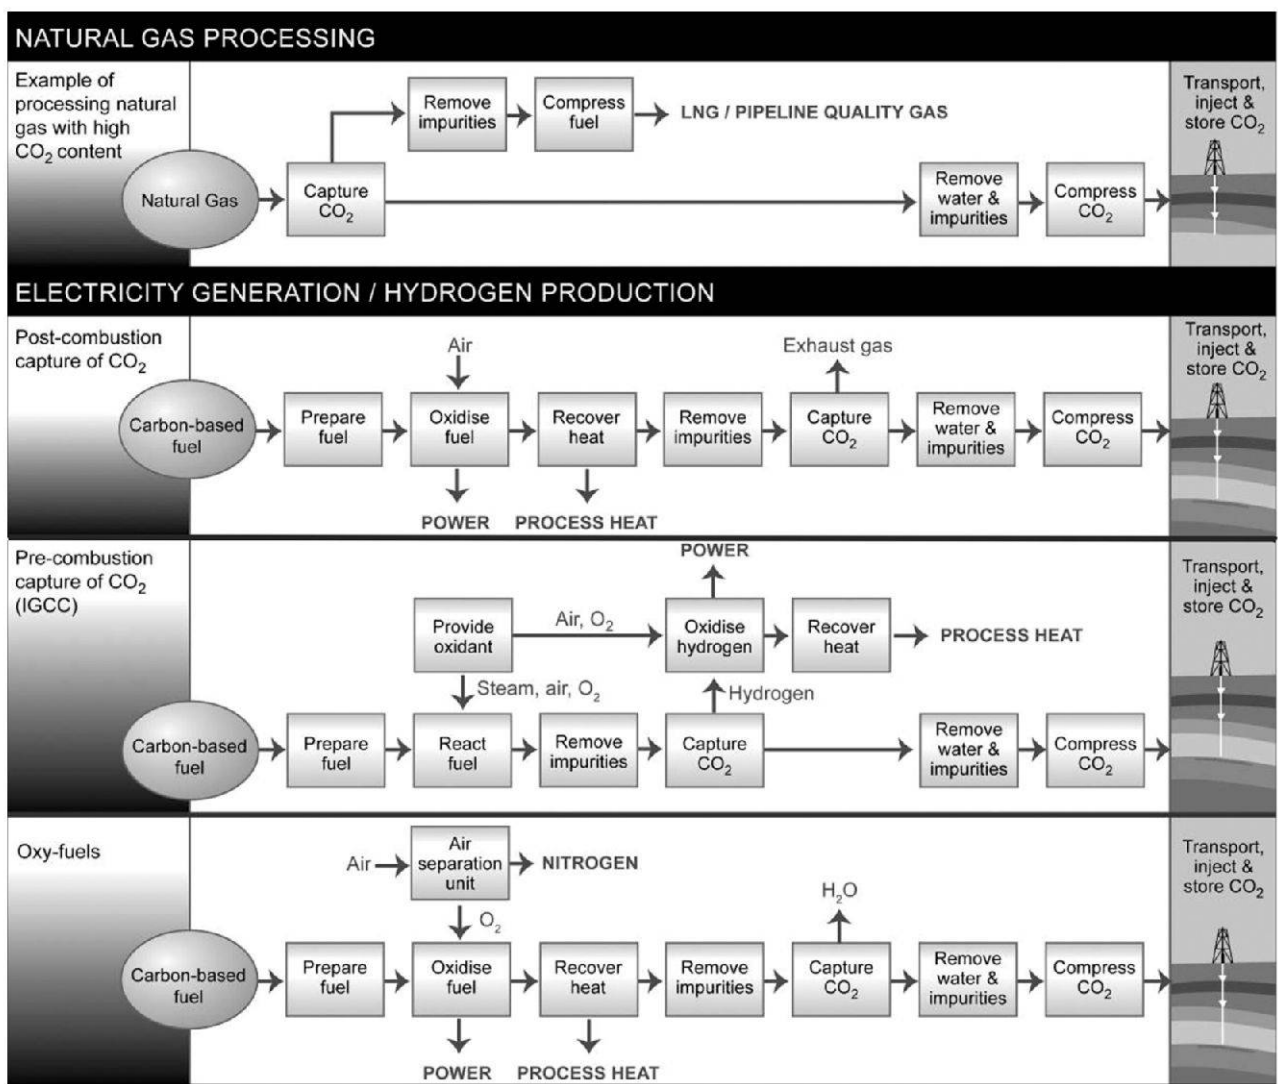 NATURAL GAS PROCESSING
Example of
processing natural
gas with high
CO₂ content
Natural Gas
Capture
CO₂
Remove
impurities
Compress
fuel
LNG / PIPELINE QUALITY GAS
Remove
water &
impurities
Compress
CO₂
Transport,
inject &
store CO₂
ELECTRICITY GENERATION / HYDROGEN PRODUCTION
Post-combustion
capture of CO₂
Carbon-based
fuel
Prepare
fuel
Air
Oxidise
fuel
POWER
Recover
heat
PROCESS HEAT
Remove
impurities
Exhaust gas
Capture
CO₂
Remove
water &
impurities
Compress
CO₂
Transport,
inject &
store CO₂
Pre-combustion
capture of CO₂
(IGCC)
Carbon-based
fuel
Prepare
fuel
Provide
oxidant
Air, O₂
Steam, air, O₂
React
fuel
Remove
impurities
Capture
CO₂
Hydrogen
Oxidise
hydrogen
POWER
Recover
heat
PROCESS HEAT
Remove
water &
impurities
Compress
CO₂
Transport,
inject &
store CO₂
Oxy-fuels
Carbon-based
fuel
Prepare
fuel
Air
Air
separation
unit
NITROGEN
O₂
Oxidise
fuel
POWER
Recover
heat
PROCESS HEAT
Remove
impurities
H₂O
Capture
CO₂
Remove
water &
impurities
Compress
CO₂
Transport,
inject &
store CO₂